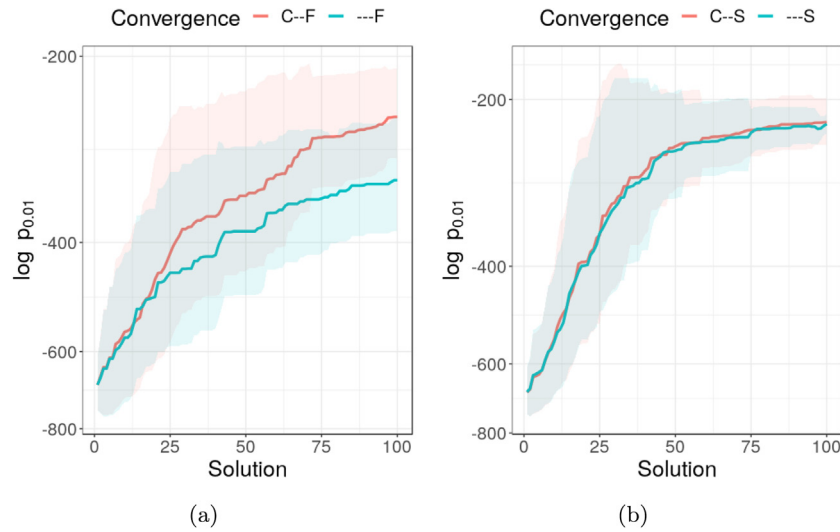 Convergence C--F ---F
log p0.01
-200
-400
-600
-800
0 25 50 75 100
Solution
(a)
Convergence C--S ---S
log p0.01
-200
-400
-600
-800
0 25 50 75 100
Solution
(b)